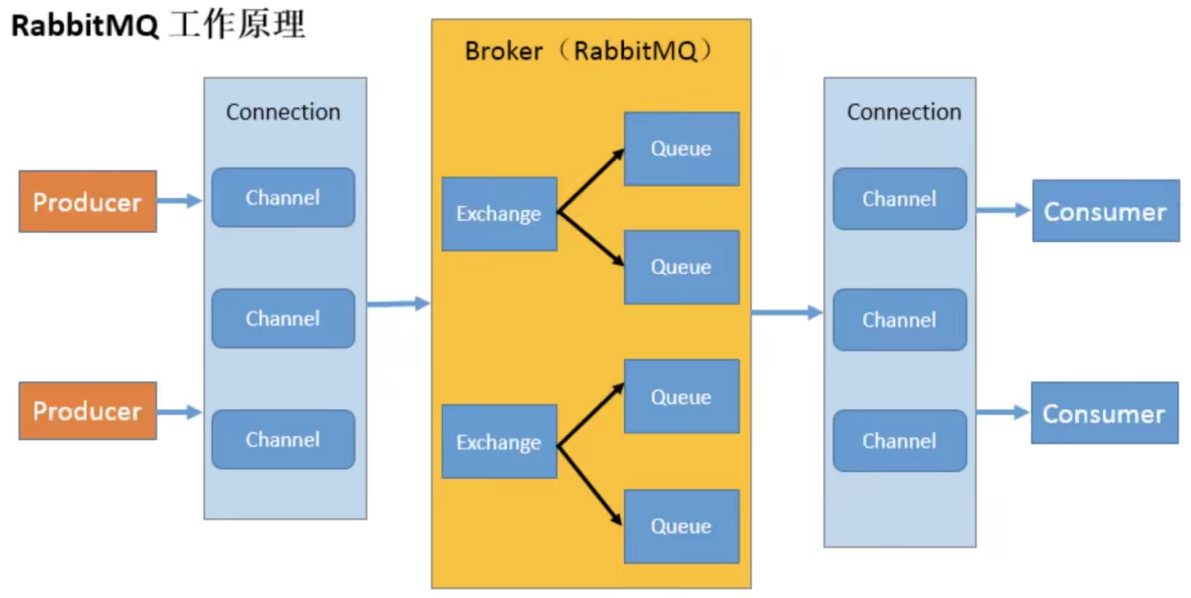 RabbitMQ 工作原理
Broker（RabbitMQ）
Connection
Connection
Queue
Producer
Channel
Exchange
Channel
Consumer
Queue
Channel
Channel
Queue
Producer
Channel
Exchange
Channel
Consumer
Queue